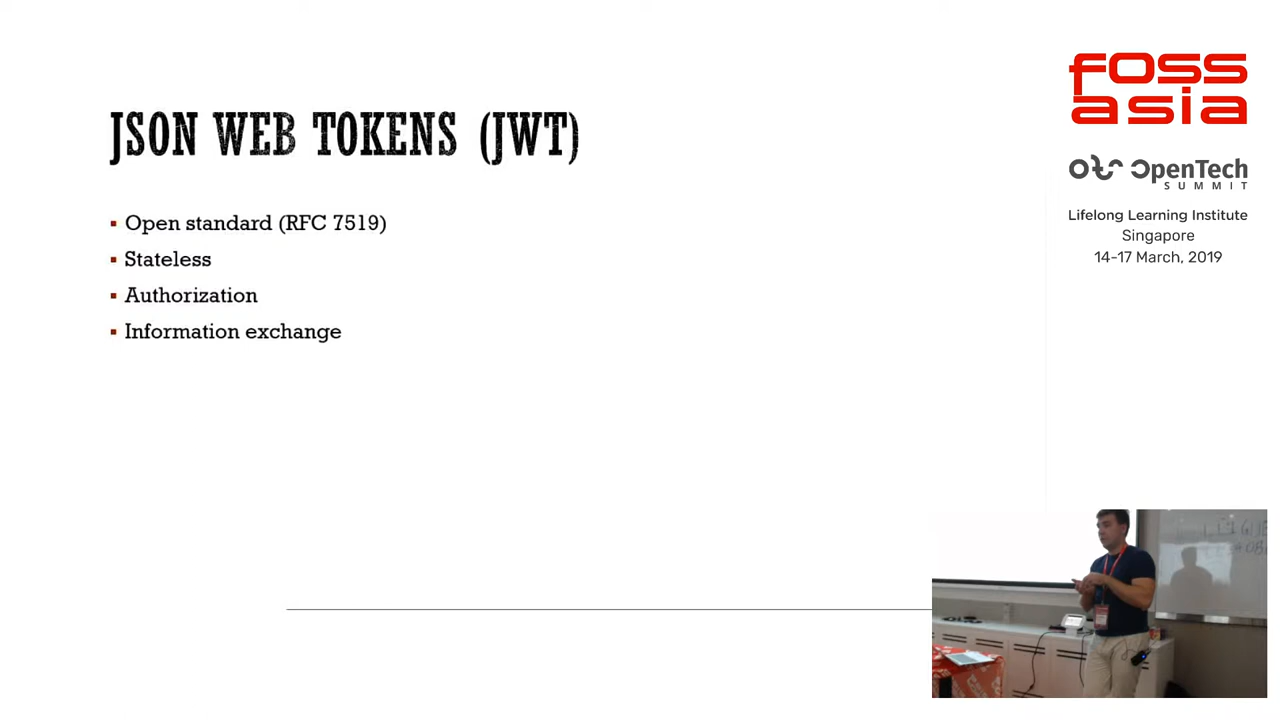 JSON WEB TOKENS (JWT)
▪ Open standard (RFC 7519)
▪ Stateless
▪ Authorization
▪ Information exchange
FOSS
ASIA
OpenTech
SUMMIT
Lifelong Learning Institute
Singapore
14-17 March, 2019